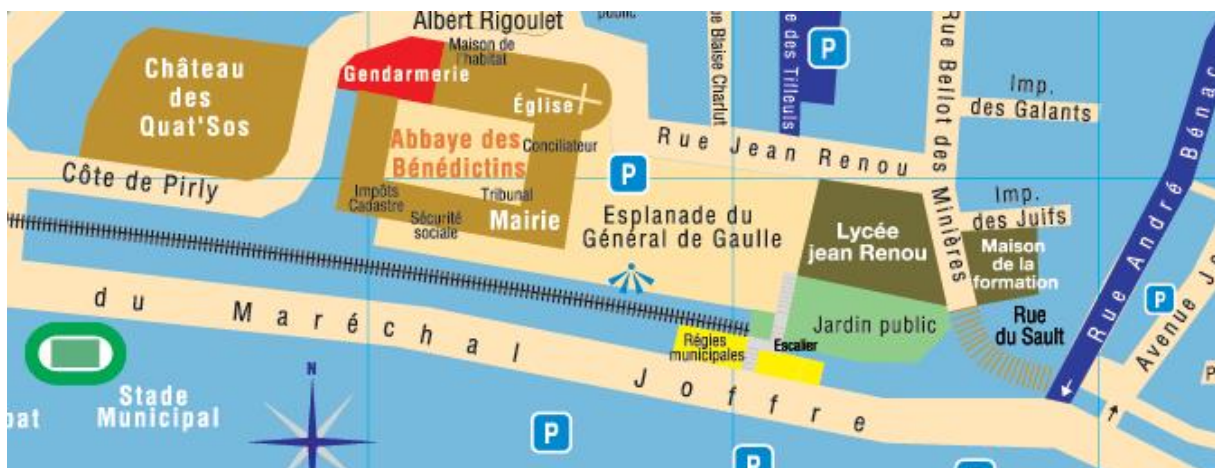 Albert Rigoulet
public
Maison de
l'habitat
Gendarmerie
Château
des
Quat'Sos
Église
Abbaye des
Bénédictins
Conciliateur
Impôts
Cadastre
Tribunal
Sécurité
sociale
Mairie
Côte de Pirly
P
Esplanade du
Général de Gaulle
Rue Jean Renou
Blaise Charlut
des Tilleuls
P
Rue Bellot des Minières
Imp.
des Galants
Imp.
des Juifs
Lycée
jean Renou
Maison
de la
formation
Rue
du Sault
Rue André Bénac
P
Avenue
Jardin public
Escalier
Régies
municipales
du Maréchal Joffre
Stade
Municipal
N
P
P